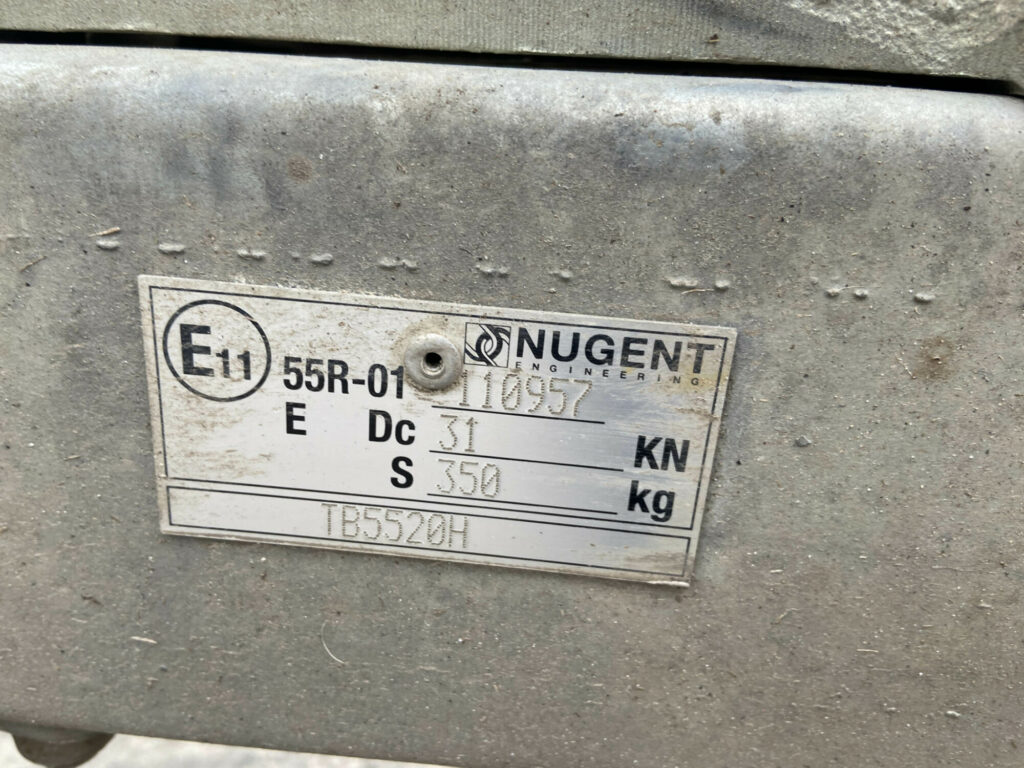 E11
NUGENT
ENGINEERING
55R-01 110957
E Dc 31 KN
S 350 kg
TB5520H